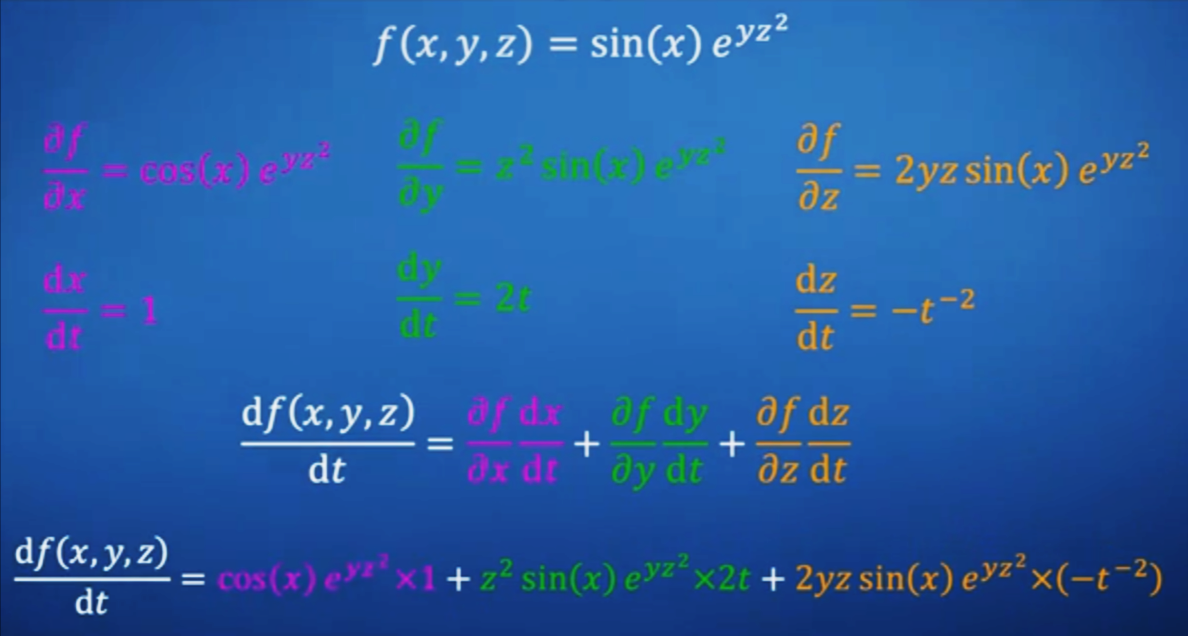 f(x, y, z) = sin(x) e^{yz²}
∂f/∂x = cos(x) e^{yz²}    ∂f/∂y = z² sin(x) e^{yz²}    ∂f/∂z = 2yz sin(x) e^{yz²}
dx/dt = 1    dy/dt = 2t    dz/dt = −t⁻²
df(x, y, z)/dt = ∂f/∂x dx/dt + ∂f/∂y dy/dt + ∂f/∂z dz/dt
df(x, y, z)/dt = cos(x) e^{yz²} ×1 + z² sin(x) e^{yz²} ×2t + 2yz sin(x) e^{yz²} ×(−t⁻²)